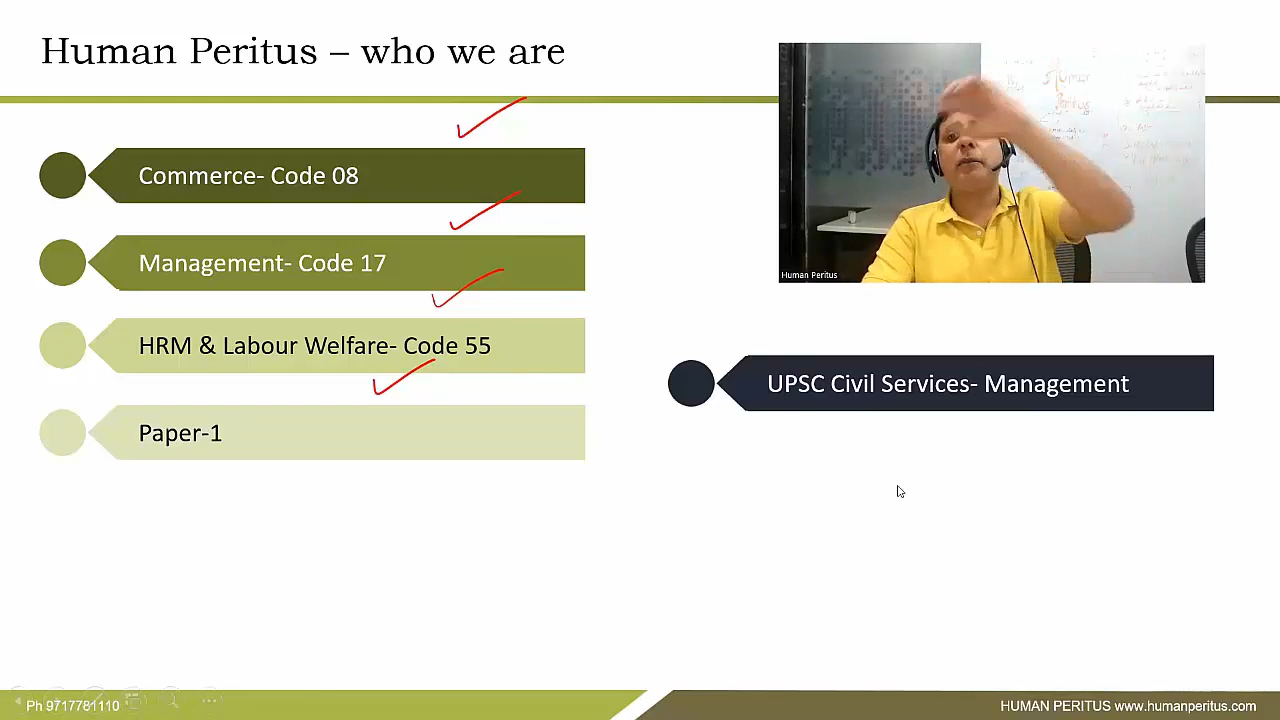 Human Peritus – who we are
Commerce- Code 08
Management- Code 17
HRM & Labour Welfare- Code 55
Paper-1
Human Peritus
UPSC Civil Services- Management
Ph 9717781110
HUMAN PERITUS www.humanperitus.com